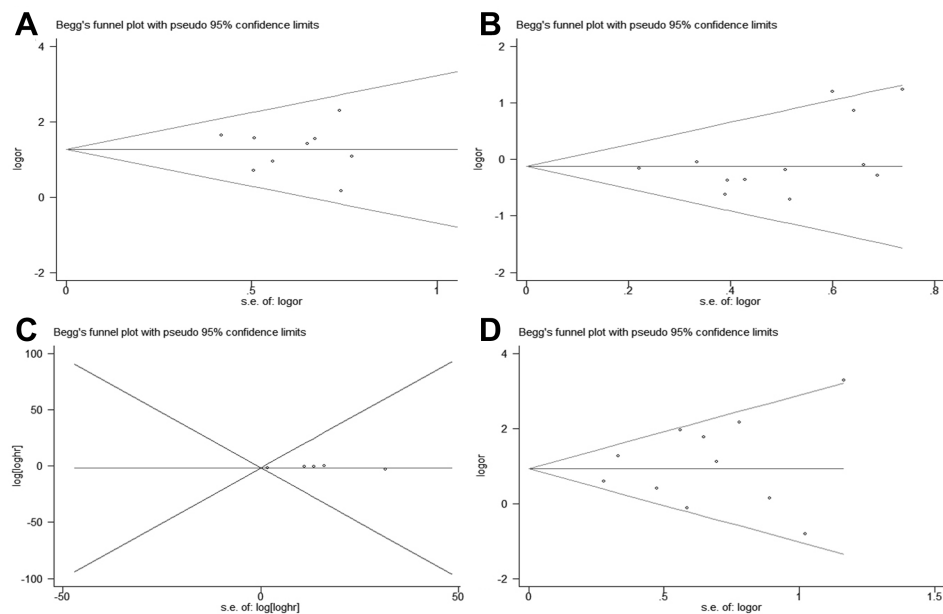 A
Begg's funnel plot with pseudo 95% confidence limits
4
2
0
-2
logor
0
.5
1
s.e. of: logor
B
Begg's funnel plot with pseudo 95% confidence limits
2
1
0
-1
-2
logor
0
.2
.4
.6
.8
s.e. of: logor
C
Begg's funnel plot with pseudo 95% confidence limits
100
50
0
-50
-100
log[loghr]
-50
0
50
s.e. of: log[loghr]
D
Begg's funnel plot with pseudo 95% confidence limits
4
2
0
-2
logor
0
.5
1
1.5
s.e. of: logor